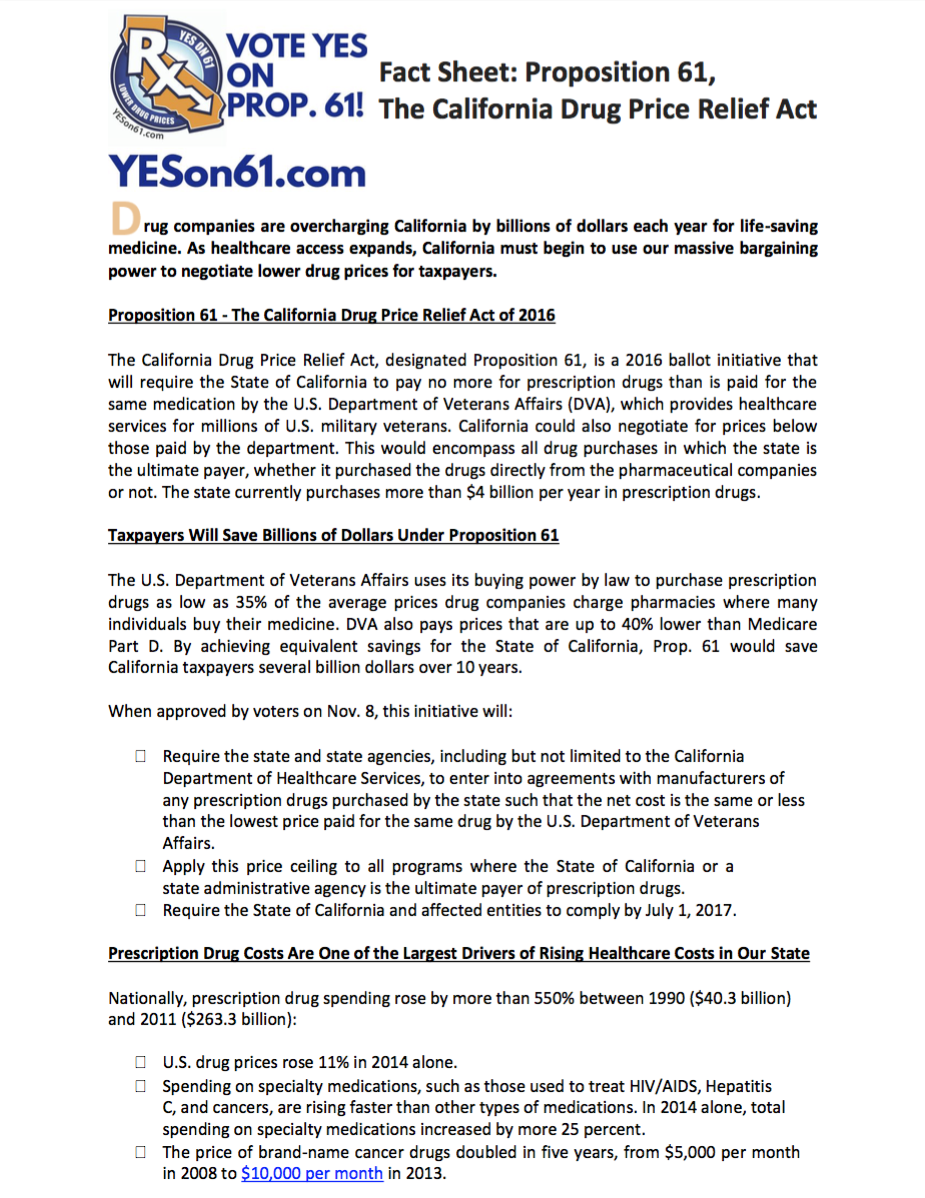 YES ON 61
LOWER DRUG PRICES
YESon61.com
VOTE YES
ON
PROP. 61!
Fact Sheet: Proposition 61,
The California Drug Price Relief Act
YESon61.com
Drug companies are overcharging California by billions of dollars each year for life-saving
medicine. As healthcare access expands, California must begin to use our massive bargaining
power to negotiate lower drug prices for taxpayers.
Proposition 61 - The California Drug Price Relief Act of 2016
The California Drug Price Relief Act, designated Proposition 61, is a 2016 ballot initiative that
will require the State of California to pay no more for prescription drugs than is paid for the
same medication by the U.S. Department of Veterans Affairs (DVA), which provides healthcare
services for millions of U.S. military veterans. California could also negotiate for prices below
those paid by the department. This would encompass all drug purchases in which the state is
the ultimate payer, whether it purchased the drugs directly from the pharmaceutical companies
or not. The state currently purchases more than $4 billion per year in prescription drugs.
Taxpayers Will Save Billions of Dollars Under Proposition 61
The U.S. Department of Veterans Affairs uses its buying power by law to purchase prescription
drugs as low as 35% of the average prices drug companies charge pharmacies where many
individuals buy their medicine. DVA also pays prices that are up to 40% lower than Medicare
Part D. By achieving equivalent savings for the State of California, Prop. 61 would save
California taxpayers several billion dollars over 10 years.
When approved by voters on Nov. 8, this initiative will:
Require the state and state agencies, including but not limited to the California
Department of Healthcare Services, to enter into agreements with manufacturers of
any prescription drugs purchased by the state such that the net cost is the same or less
than the lowest price paid for the same drug by the U.S. Department of Veterans
Affairs.
Apply this price ceiling to all programs where the State of California or a
state administrative agency is the ultimate payer of prescription drugs.
Require the State of California and affected entities to comply by July 1, 2017.
Prescription Drug Costs Are One of the Largest Drivers of Rising Healthcare Costs in Our State
Nationally, prescription drug spending rose by more than 550% between 1990 ($40.3 billion)
and 2011 ($263.3 billion):
U.S. drug prices rose 11% in 2014 alone.
Spending on specialty medications, such as those used to treat HIV/AIDS, Hepatitis
C, and cancers, are rising faster than other types of medications. In 2014 alone, total
spending on specialty medications increased by more 25 percent.
The price of brand-name cancer drugs doubled in five years, from $5,000 per month
in 2008 to $10,000 per month in 2013.